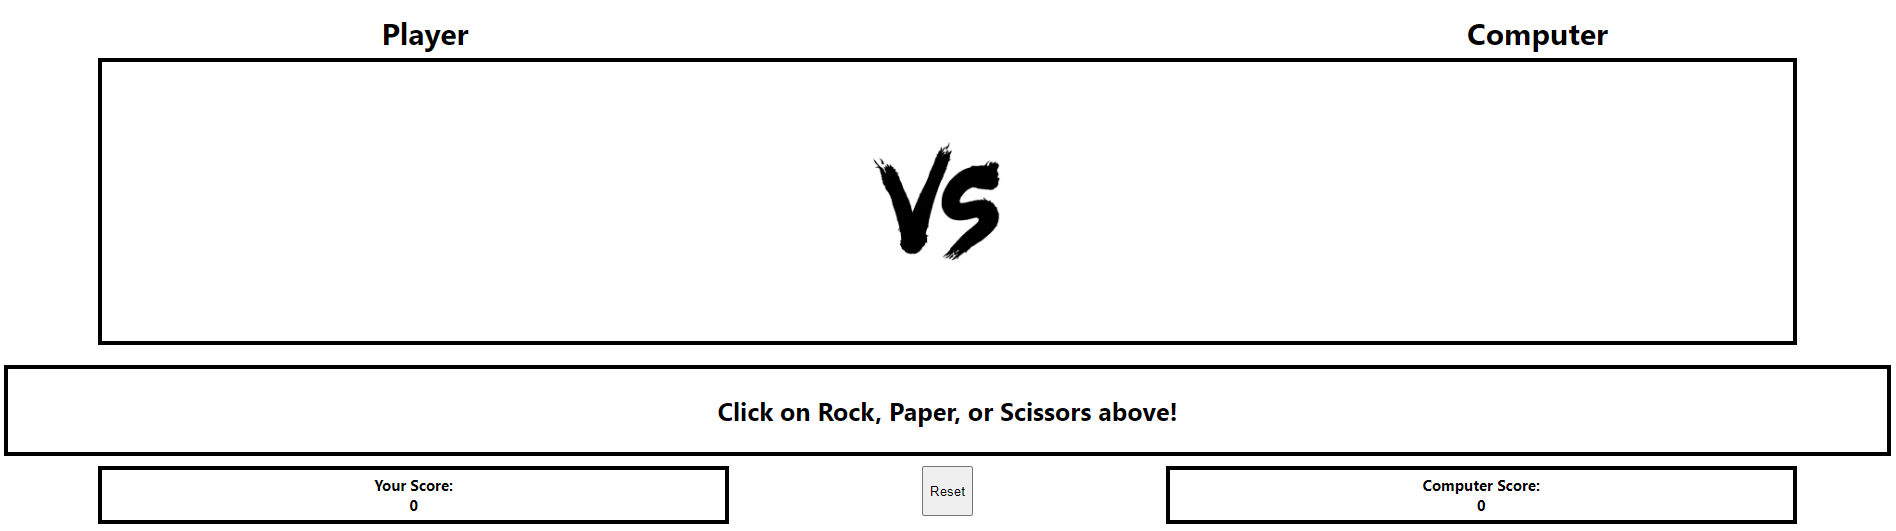 Player
Computer
VS
Click on Rock, Paper, or Scissors above!
Your Score:
0
Reset
Computer Score:
0